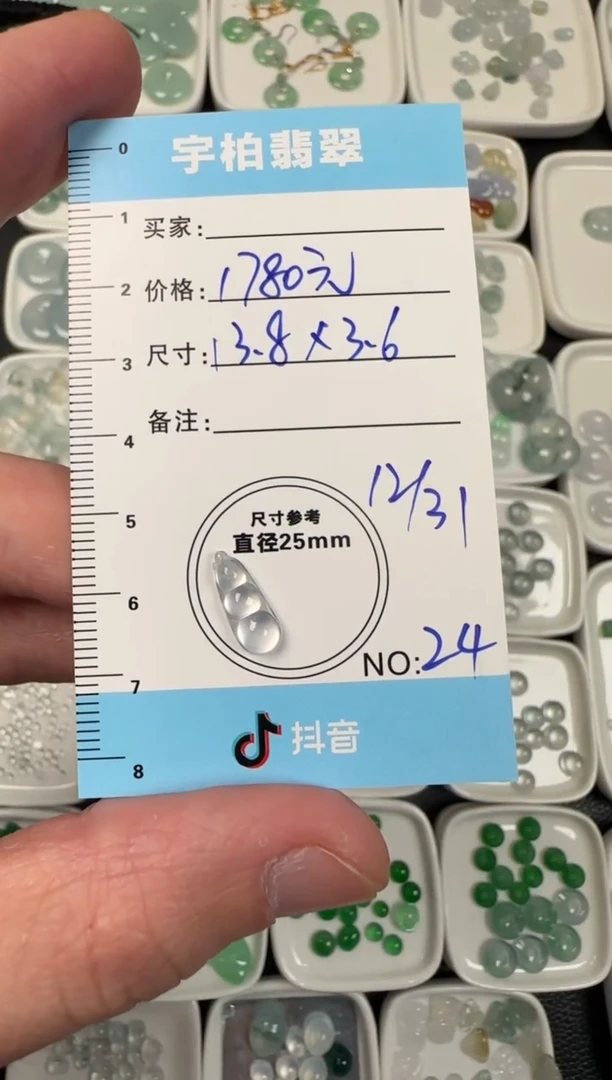 宇柏翡翠
0
1
2
3
4
5
6
7
8
买家:
价格: 1780元
尺寸: 13.8×3.6
备注:
12/31
尺寸参考
直径25mm
NO: 24
抖音